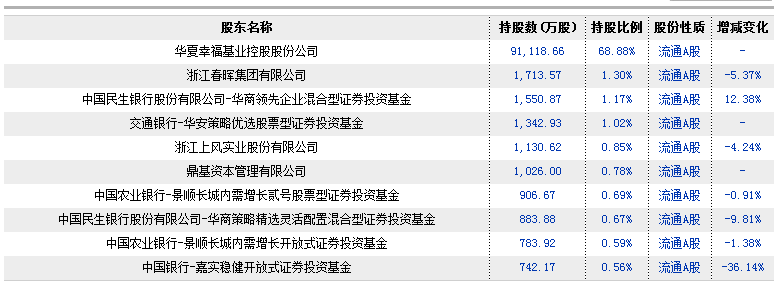 股东名称 持股数(万股) 持股比例 股份性质 增减变化
华夏幸福基业控股股份公司 91,118.66 68.88% 流通A股 -
浙江春晖集团有限公司 1,713.57 1.30% 流通A股 -5.37%
中国民生银行股份有限公司-华商领先企业混合型证券投资基金 1,550.87 1.17% 流通A股 12.38%
交通银行-华安策略优选股票型证券投资基金 1,342.93 1.02% 流通A股 -
浙江上风实业股份有限公司 1,130.62 0.85% 流通A股 -4.24%
鼎基资本管理有限公司 1,026.00 0.78% 流通A股 -
中国农业银行-景顺长城内需增长贰号股票型证券投资基金 906.67 0.69% 流通A股 -0.91%
中国民生银行股份有限公司-华商策略精选灵活配置混合型证券投资基金 883.88 0.67% 流通A股 -9.81%
中国农业银行-景顺长城内需增长开放式证券投资基金 783.92 0.59% 流通A股 -1.38%
中国银行-嘉实稳健开放式证券投资基金 742.17 0.56% 流通A股 -36.14%